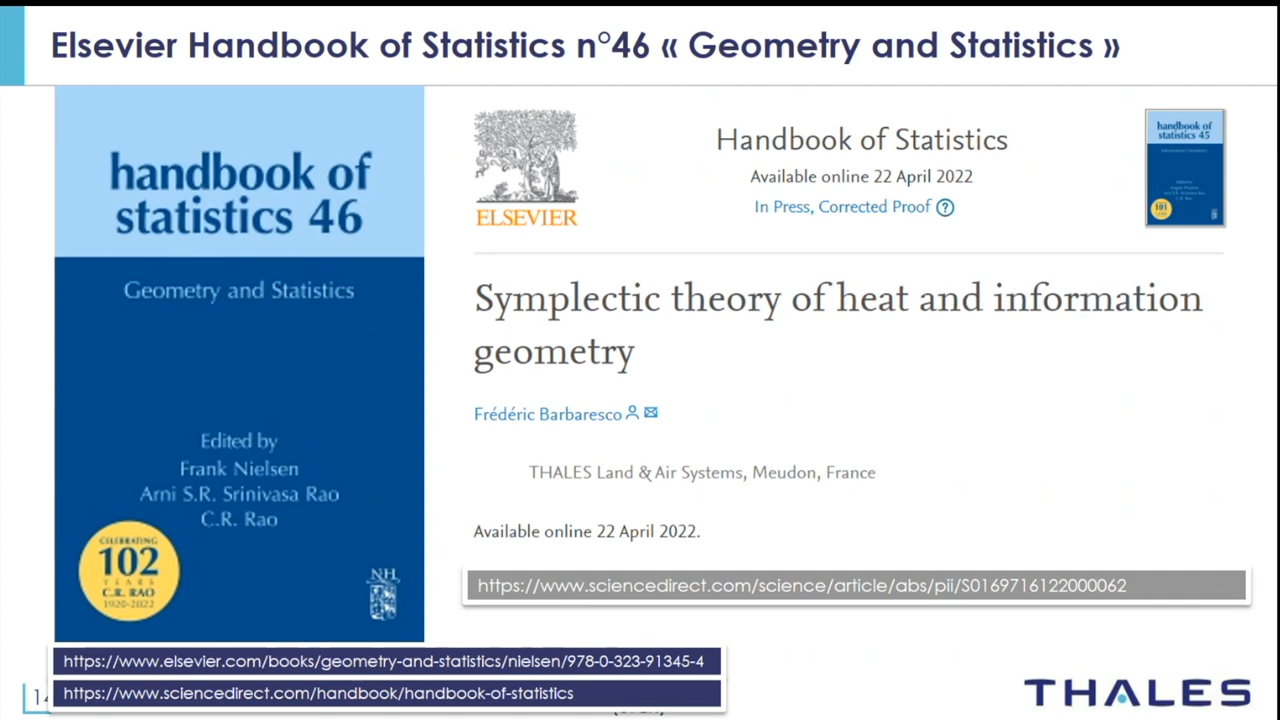 Elsevier Handbook of Statistics n°46 « Geometry and Statistics »
handbook of
statistics 46
Geometry and Statistics
Edited by
Frank Nielsen
Arni S.R. Srinivasa Rao
C.R. Rao
CELEBRATING
102
YEARS
C.R. RAO
1920-2022
NH
ELSEVIER
Handbook of Statistics
Available online 22 April 2022
In Press, Corrected Proof ?
handbook of
statistics 45
101
Symplectic theory of heat and information
geometry
Frédéric Barbaresco
THALES Land & Air Systems, Meudon, France
Available online 22 April 2022.
https://www.sciencedirect.com/science/article/abs/pii/S0169716122000062
https://www.elsevier.com/books/geometry-and-statistics/nielsen/978-0-323-91345-4
https://www.sciencedirect.com/handbook/handbook-of-statistics
THALES